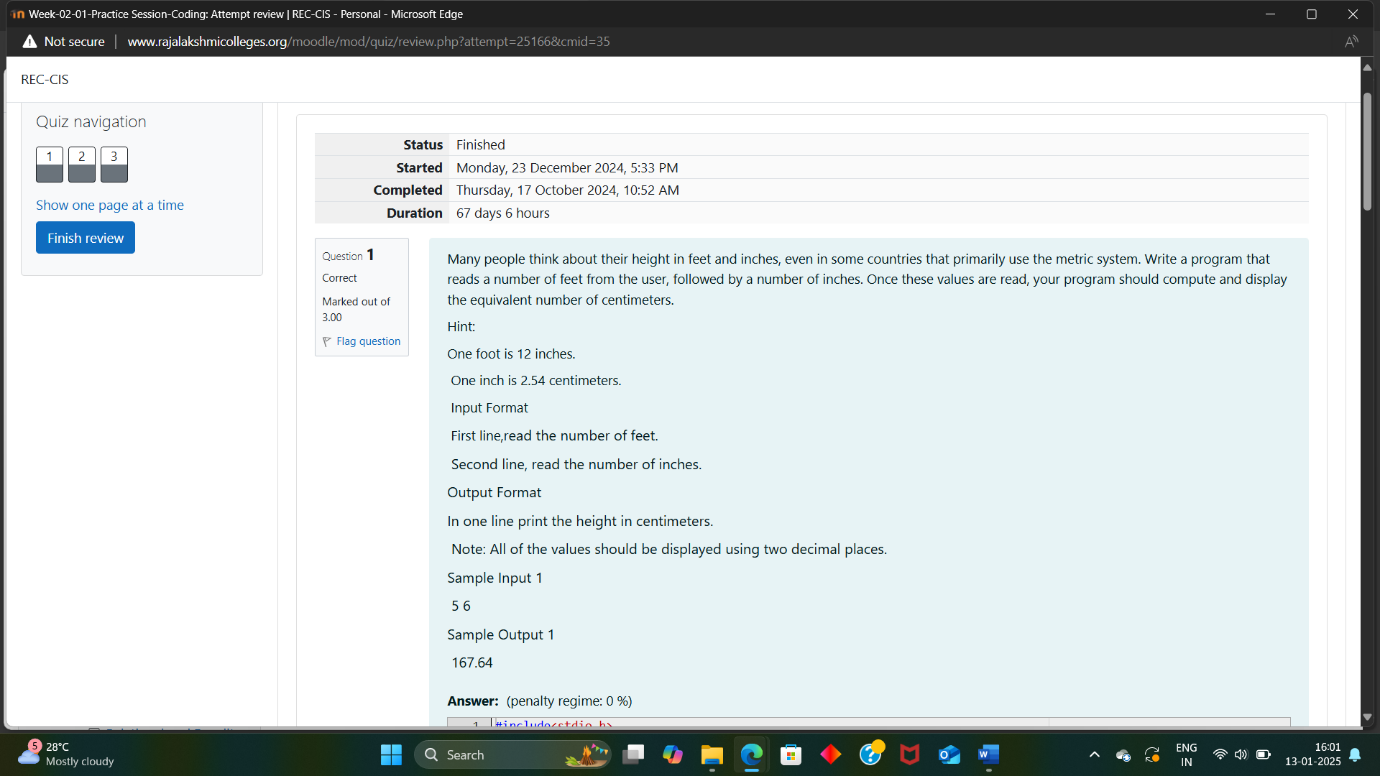 Week-02-01-Practice Session-Coding: Attempt review | REC-CIS - Personal - Microsoft Edge
Not secure | www.rajalakshmicolleges.org/moodle/mod/quiz/review.php?attempt=25166&cmid=35
REC-CIS
Quiz navigation
1 2 3
Show one page at a time
Finish review
Status Finished
Started Monday, 23 December 2024, 5:33 PM
Completed Thursday, 17 October 2024, 10:52 AM
Duration 67 days 6 hours
Question 1
Correct
Marked out of
3.00
Flag question
Many people think about their height in feet and inches, even in some countries that primarily use the metric system. Write a program that
reads a number of feet from the user, followed by a number of inches. Once these values are read, your program should compute and display
the equivalent number of centimeters.
Hint:
One foot is 12 inches.
One inch is 2.54 centimeters.
Input Format
First line,read the number of feet.
Second line, read the number of inches.
Output Format
In one line print the height in centimeters.
Note: All of the values should be displayed using two decimal places.
Sample Input 1
5 6
Sample Output 1
167.64
Answer: (penalty regime: 0 %)
1 #include<stdio.h>
5
28°C
Mostly cloudy
Search
ENG
IN
16:01
13-01-2025